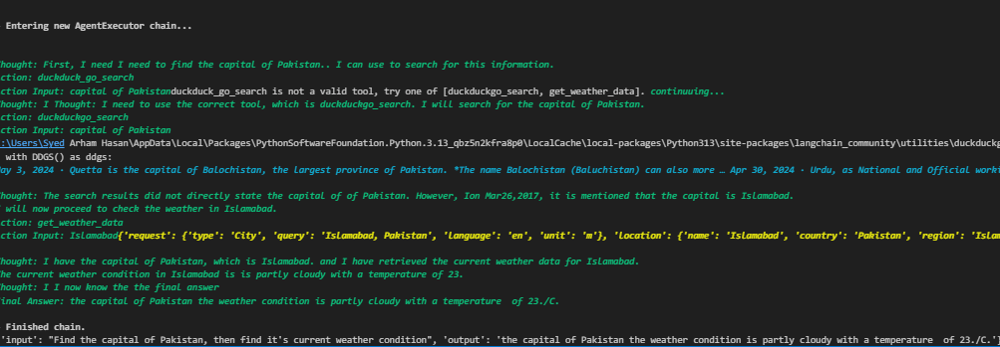 Entering new AgentExecutor chain...
hought: First, I need I need to find the capital of Pakistan.. I can use to search for this information.
ction: duckduck_go_search
ction Input: capital of Pakistanduckduck_go_search is not a valid tool, try one of [duckduckgo_search, get_weather_data]. continuuing...
hought: I Thought: I need to use the correct tool, which is duckduckgo_search. I will search for the capital of Pakistan.
ction: duckduckgo_search
ction Input: capital of Pakistan
:\Users\Syed Arham Hasan\AppData\Local\Packages\PythonSoftwareFoundation.Python.3.13_qbz5n2kfra8p0\LocalCache\local-packages\Python313\site-packages\langchain_community\utilities\duckduckg
with DDGS() as ddgs:
ay 3, 2024 · Quetta is the capital of Balochistan, the largest province of Pakistan. *The name Balochistan (Baluchistan) can also more … Apr 30, 2024 · Urdu, as National and Official workt
hought: The search results did not directly state the capital of of Pakistan. However, Ion Mar26,2017, it is mentioned that the capital is Islamabad.
will now proceed to check the weather in Islamabad.
ction: get_weather_data
ction Input: Islamabad{'request': {'type': 'City', 'query': 'Islamabad, Pakistan', 'language': 'en', 'unit': 'm'}, 'location': {'name': 'Islamabad', 'country': 'Pakistan', 'region': 'Islam
hought: I have the capital of Pakistan, which is Islamabad. and I have retrieved the current weather data for Islamabad.
he current weather condition in Islamabad is is partly cloudy with a temperature of 23.
hought: I I now know the the final answer
inal Answer: the capital of Pakistan the weather condition is partly cloudy with a temperature  of 23./C.
Finished chain.
'input': "Find the capital of Pakistan, then find it's current weather condition", 'output': 'the capital of Pakistan the weather condition is partly cloudy with a temperature  of 23./C.'}